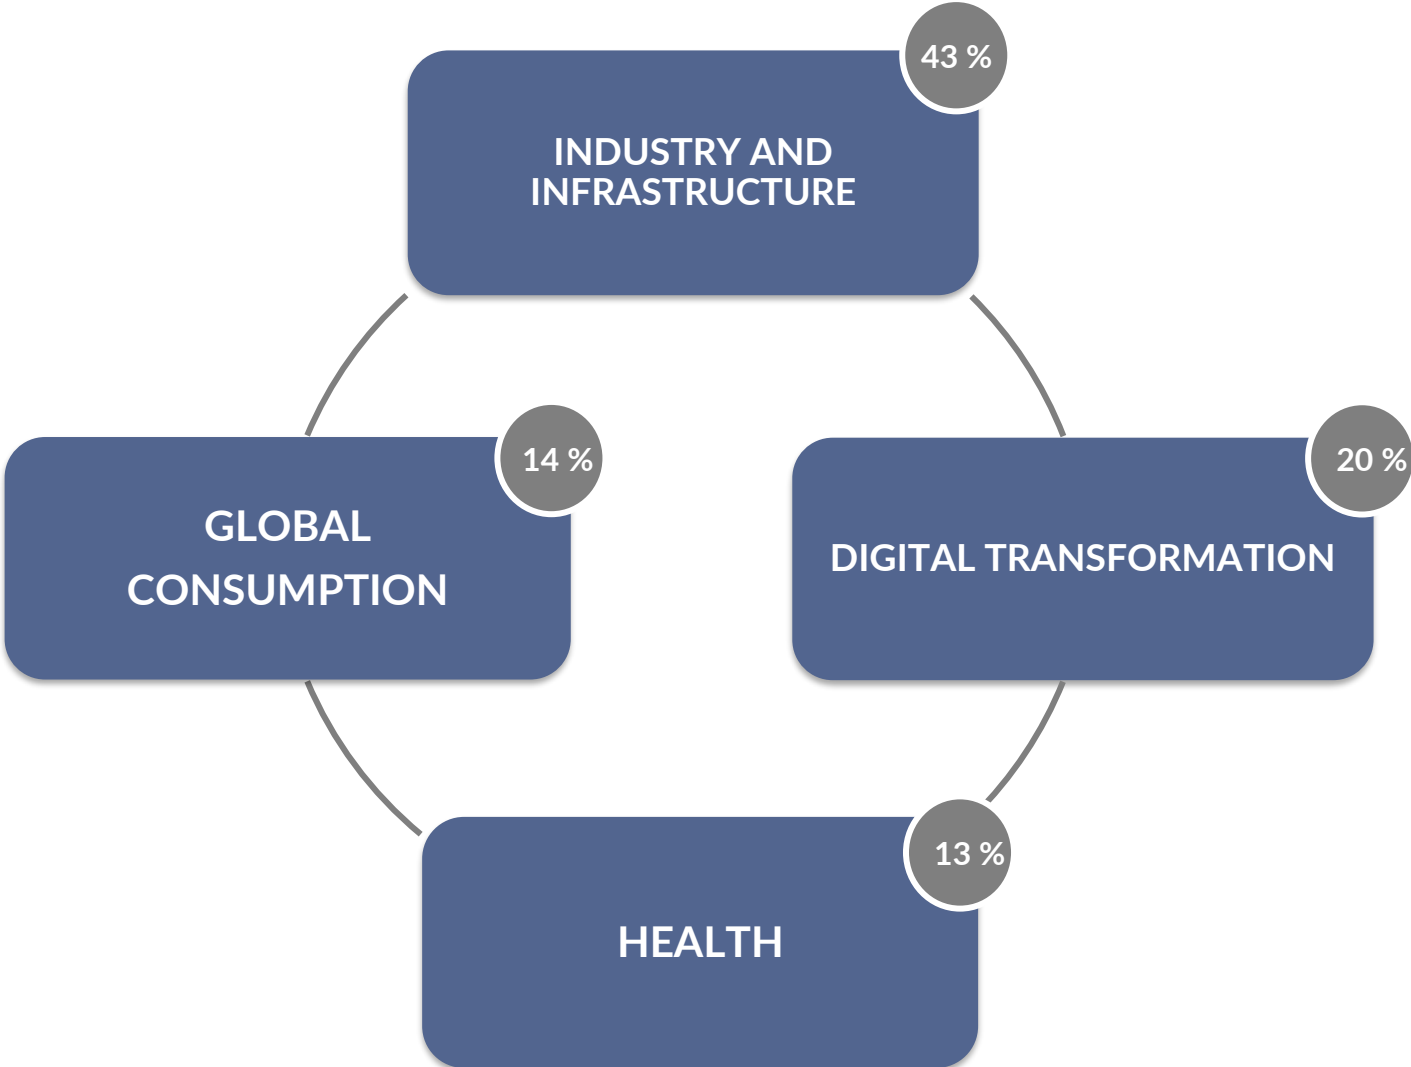 43 %
INDUSTRY AND
INFRASTRUCTURE
14 %
GLOBAL
CONSUMPTION
20 %
DIGITAL TRANSFORMATION
13 %
HEALTH